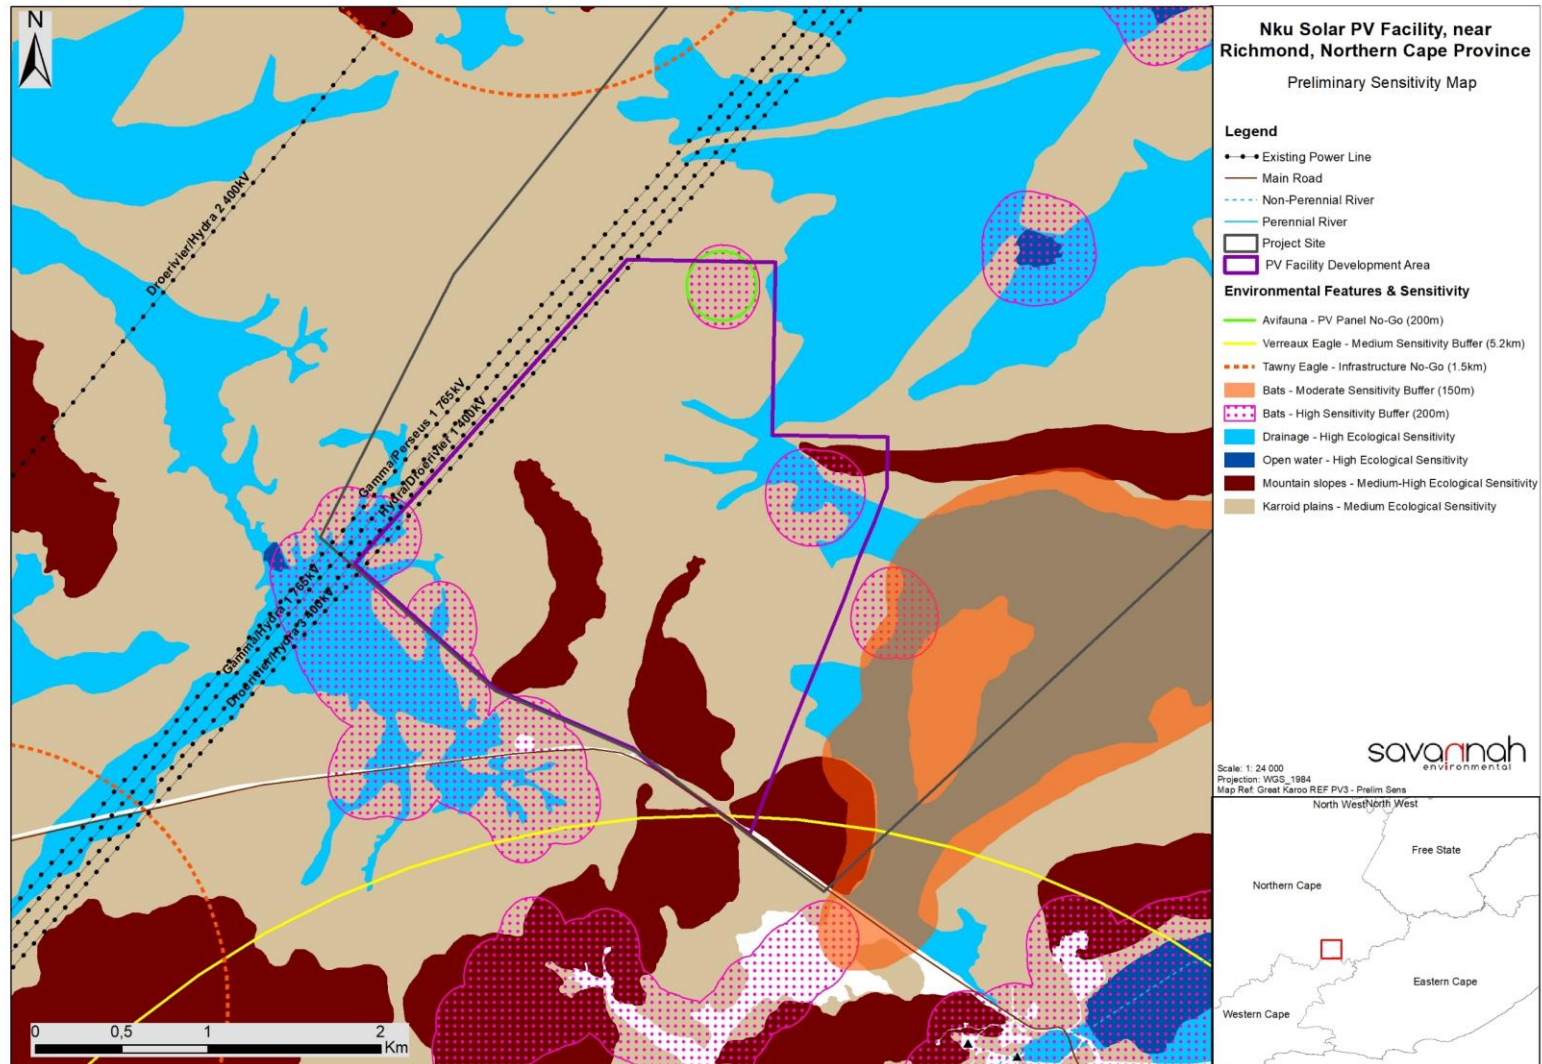 N
Droerivier/Hydra 2 400kV
Gamma/Perseus 1 765kV
Hydra/Droerivier 1 400kV
Gamma/Hydra 1 765kV
Droerivier/Hydra 3 400kV
0 0,5 1 2
Km
Nku Solar PV Facility, near
Richmond, Northern Cape Province
Preliminary Sensitivity Map
Legend
Existing Power Line
Main Road
Non-Perennial River
Perennial River
Project Site
PV Facility Development Area
Environmental Features & Sensitivity
Avifauna - PV Panel No-Go (200m)
Verreaux Eagle - Medium Sensitivity Buffer (5.2km)
Tawny Eagle - Infrastructure No-Go (1.5km)
Bats - Moderate Sensitivity Buffer (150m)
Bats - High Sensitivity Buffer (200m)
Drainage - High Ecological Sensitivity
Open water - High Ecological Sensitivity
Mountain slopes - Medium-High Ecological Sensitivity
Karroid plains - Medium Ecological Sensitivity
savannah
environmental
Scale: 1: 24 000
Projection: WGS_1984
Map Ref: Great Karoo REF PV3 - Prelim Sens
North West North West
Free State
Northern Cape
Eastern Cape
Western Cape